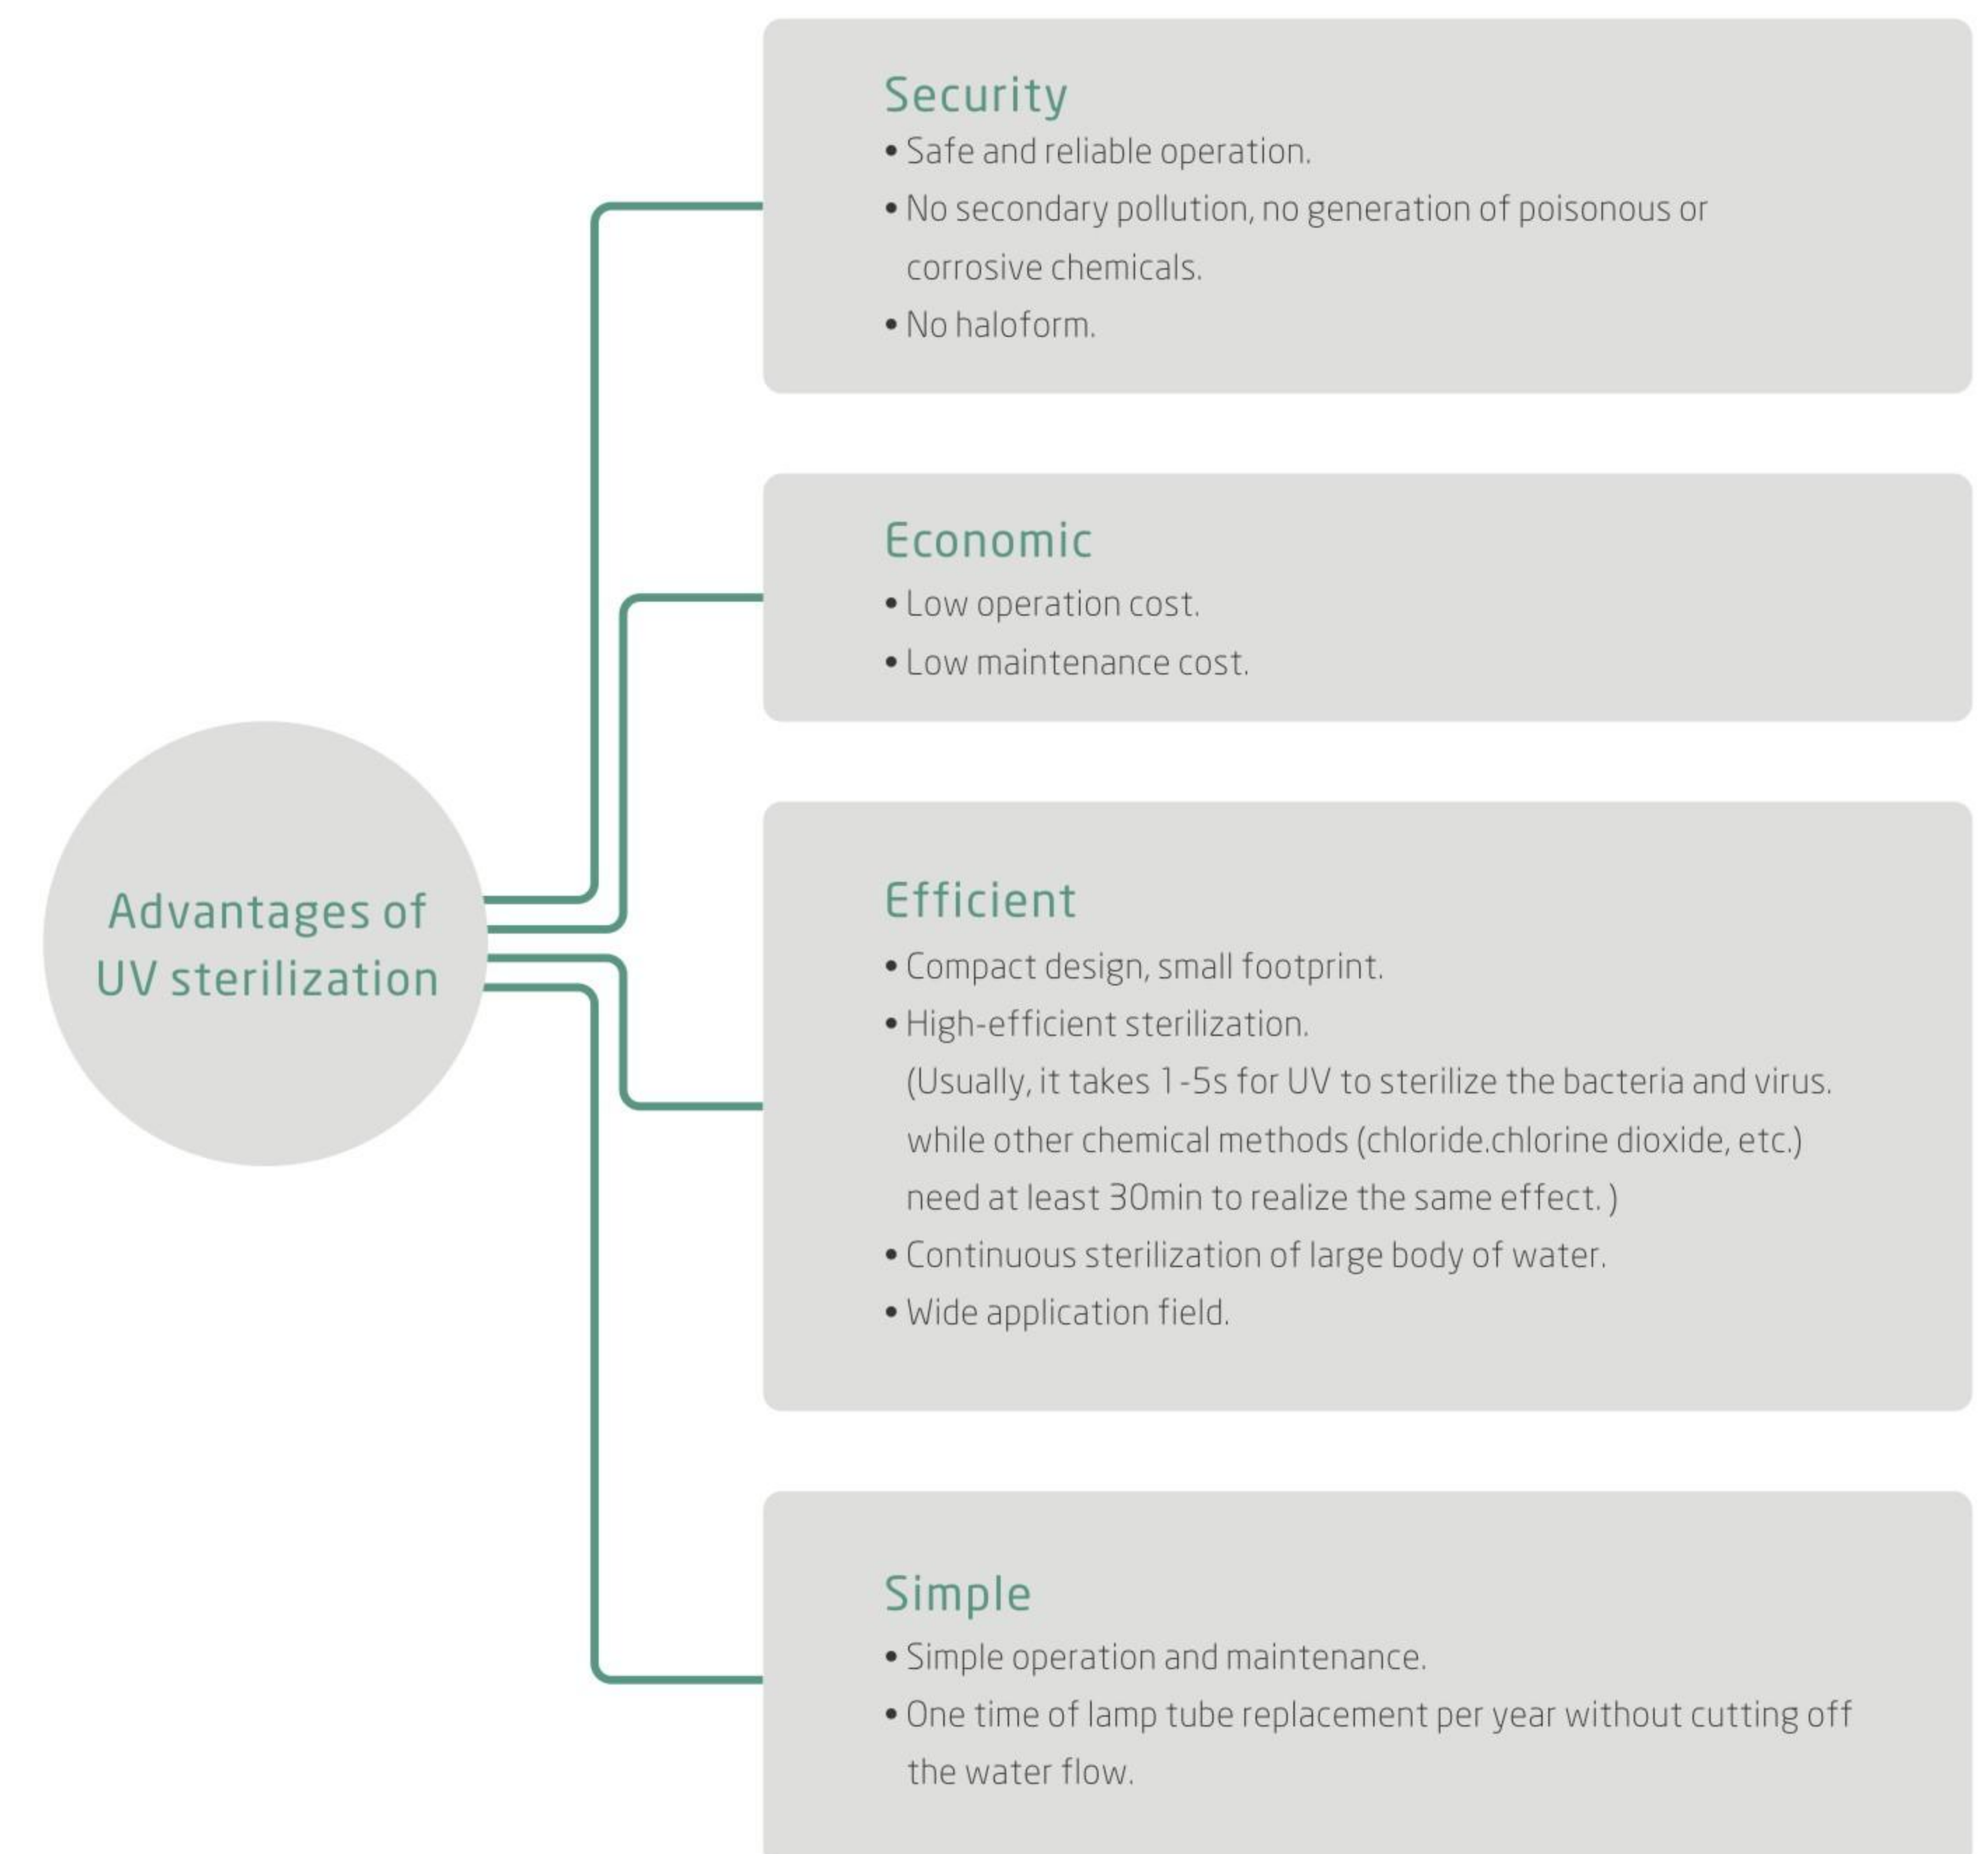 Security
• Safe and reliable operation.
• No secondary pollution, no generation of poisonous or
corrosive chemicals.
• No haloform.
Economic
• Low operation cost.
• Low maintenance cost.
Advantages of
UV sterilization
Efficient
• Compact design, small footprint.
• High-efficient sterilization.
(Usually, it takes 1-5s for UV to sterilize the bacteria and virus.
while other chemical methods (chloride.chlorine dioxide, etc.)
need at least 30min to realize the same effect. )
• Continuous sterilization of large body of water.
• Wide application field.
Simple
• Simple operation and maintenance.
• One time of lamp tube replacement per year without cutting off
the water flow.